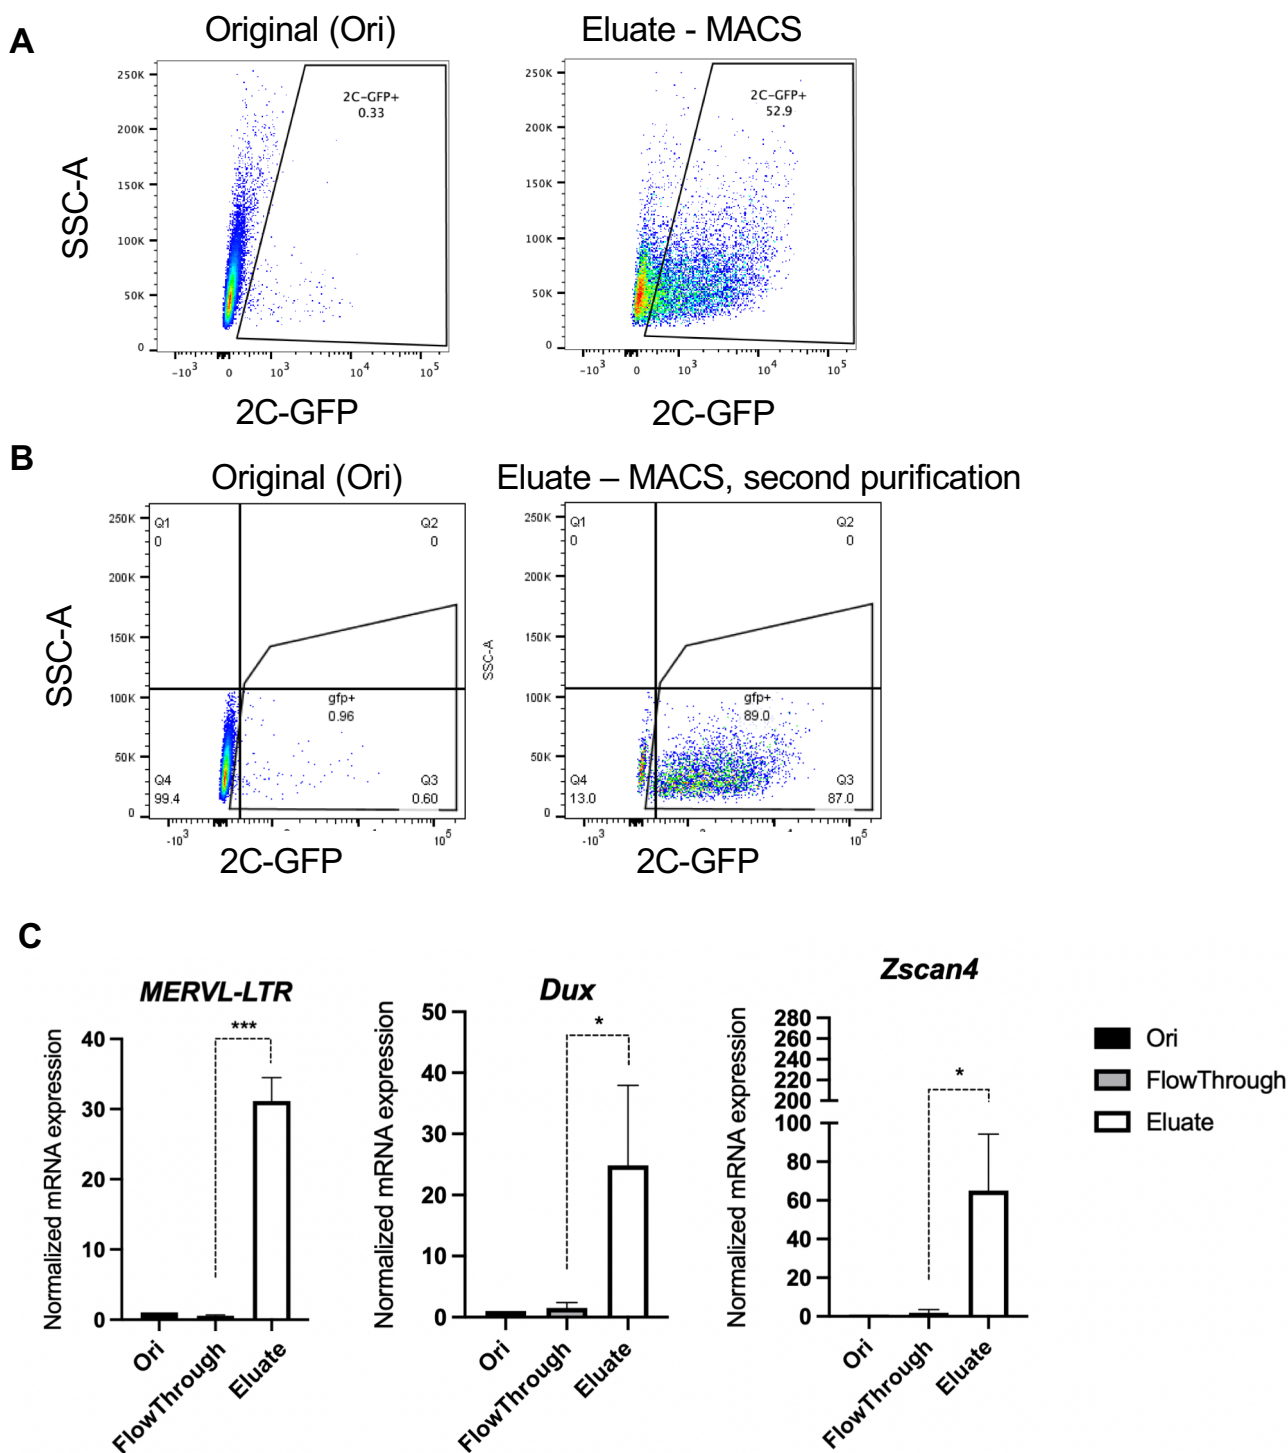 A
Original (Ori)
Eluate - MACS
SSC-A
250K
200K
150K
100K
50K
0
2C-GFP+
0.33
-10³ 0 10³ 10⁴ 10⁵
2C-GFP
250K
200K
150K
100K
50K
0
2C-GFP+
52.9
-10³ 0 10³ 10⁴ 10⁵
2C-GFP
B
Original (Ori)
Eluate – MACS, second purification
SSC-A
250K
200K
150K
100K
50K
0
Q1
0
Q2
0
gfp+
0.96
Q4
99.4
Q3
0.60
-10³ 10⁵
2C-GFP
SSC-A
250K
200K
150K
100K
50K
0
Q1
0
Q2
0
gfp+
89.0
Q4
13.0
Q3
87.0
-10³ 10⁵
2C-GFP
C
MERVL-LTR
Normalized mRNA expression
40
30
20
10
0
***
Ori
FlowThrough
Eluate
Dux
Normalized mRNA expression
50
40
30
20
10
0
*
Ori
FlowThrough
Eluate
Zscan4
Normalized mRNA expression
280
260
240
220
200
100
80
60
40
20
0
*
Ori
FlowThrough
Eluate
Ori
FlowThrough
Eluate